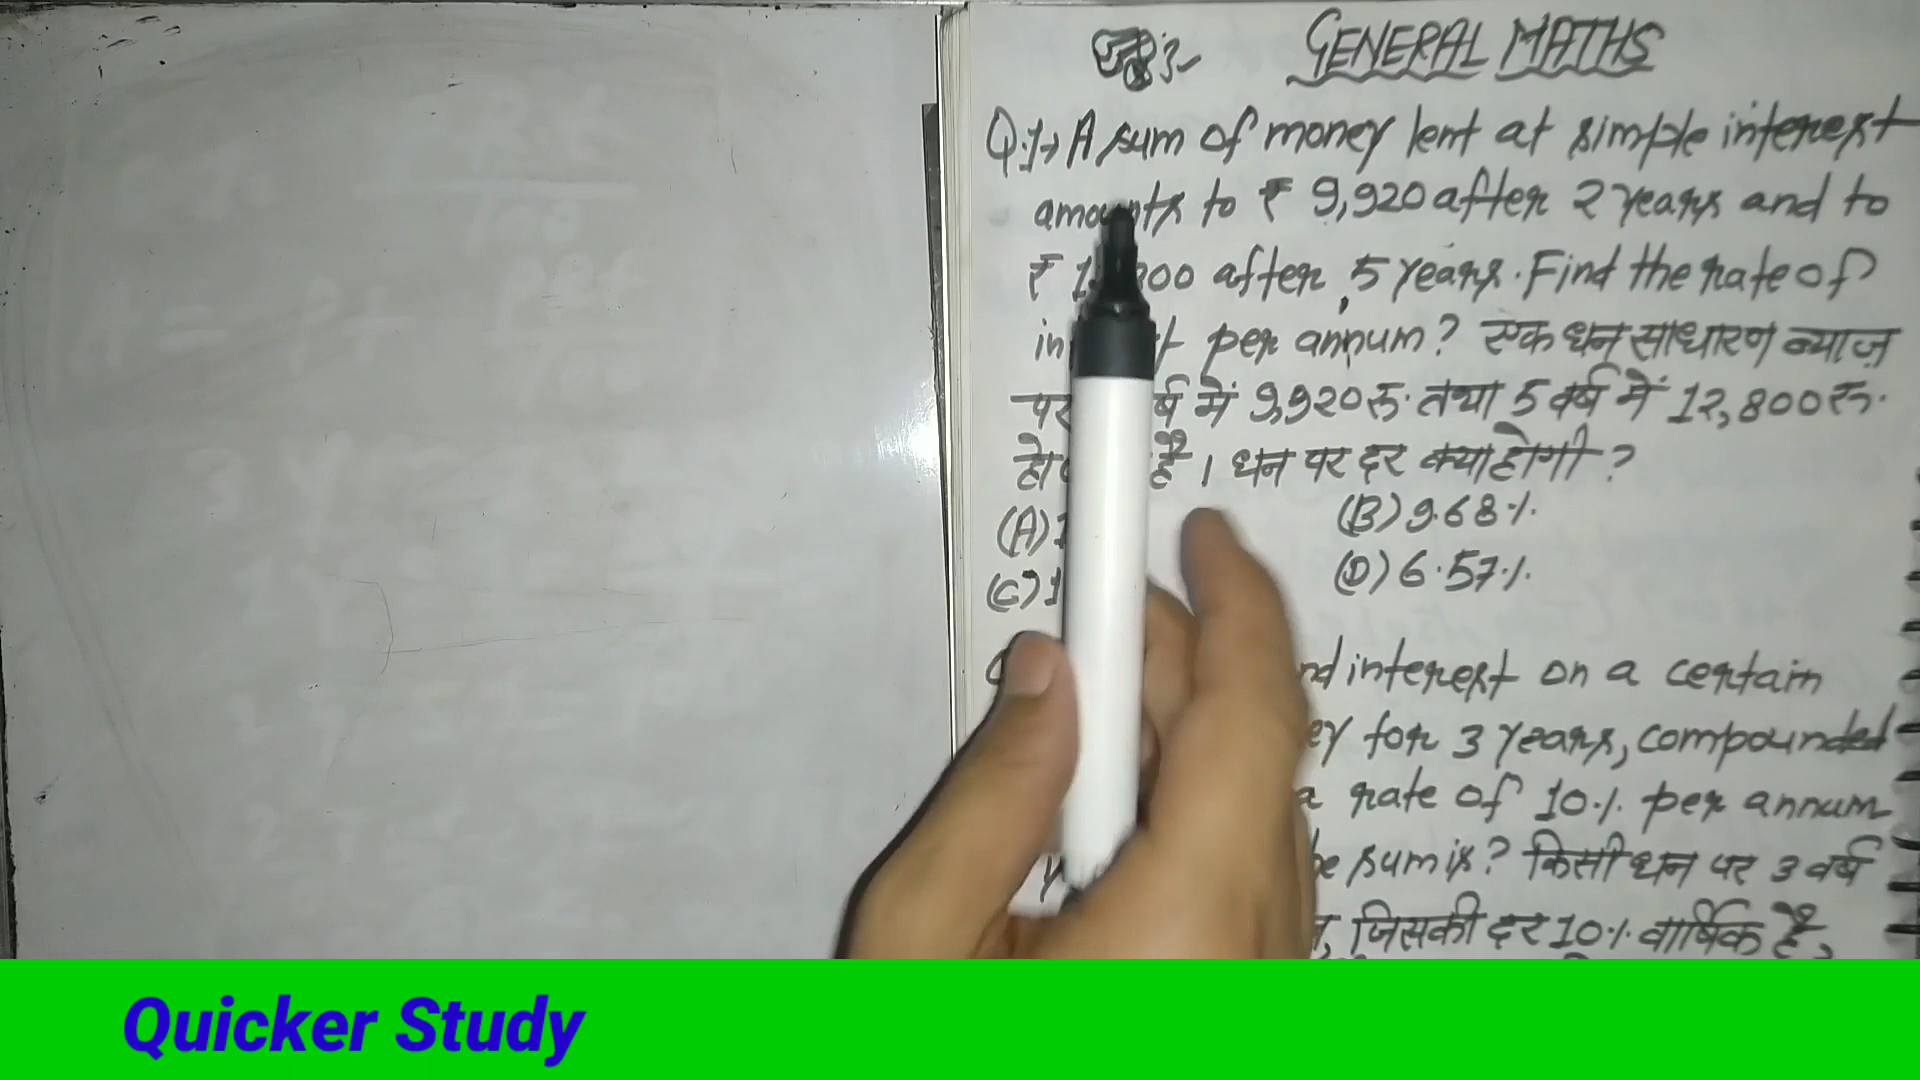 GENERAL MATHS
Q.1→ A sum of money lent at simple interest
amounts to ₹ 9,920 after 2 years and to
₹ after 5 years. Find the rate of
per annum? एक धन साधारण ब्याज़
पर में 9,920 रू. तथा 5 वर्ष में 12,800 रू.
है । धन पर दर क्या होगी ?
(A) (B) 9.68%
(C) (D) 6.57%
interest on a certain
for 3 years, compounded
a rate of 10% per annum
sum is? किसी धन पर 3 वर्ष
जिसकी दर 10% वार्षिक है,
Quicker Study